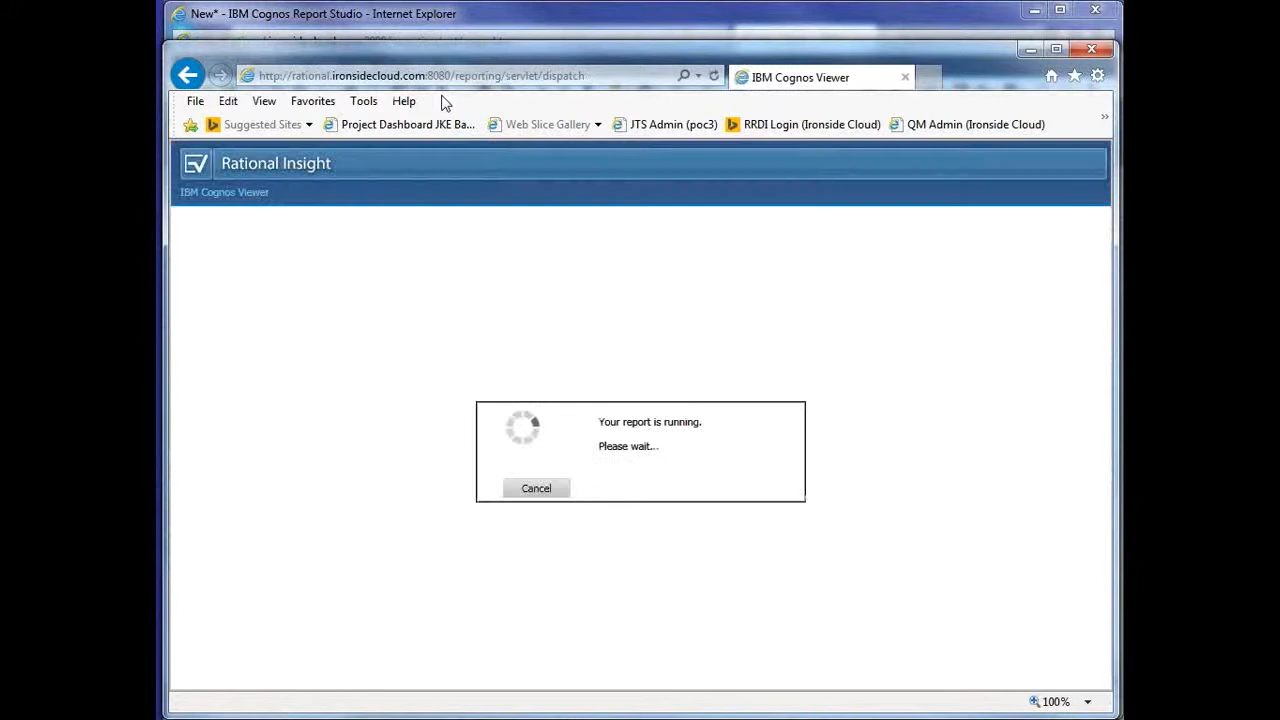 New* - IBM Cognos Report Studio - Internet Explorer
http://rational.ironsidecloud.com:8080/reporting/servlet/dispatch
IBM Cognos Viewer
File Edit View Favorites Tools Help
Suggested Sites Project Dashboard JKE Ba... Web Slice Gallery JTS Admin (poc3) RRDI Login (Ironside Cloud) QM Admin (Ironside Cloud)
Rational Insight
IBM Cognos Viewer
Your report is running.
Please wait...
Cancel
100%